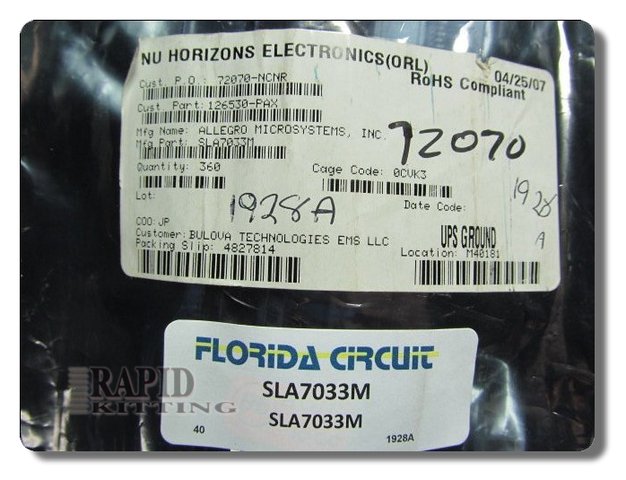 NU HORIZONS ELECTRONICS(ORL)
RoHS Compliant
04/25/07
Cust P.O.: 72070-NCNR
Cust. Part: 126530-PAX
Mfg Name: ALLEGRO MICROSYSTEMS, INC.
Mfg Part: SLA7033M
72070
Quantity: 360
Cage Code: 0CVK3
Lot:
1928A
Date Code:
1928
A
COO: JP
Customer: BULOVA TECHNOLOGIES EMS LLC
UPS GROUND
Packing Slip: 4827814
Location: M40181
FLORIDA CIRCUIT
SLA7033M
SLA7033M
40
1928A
RAPID
KITTING